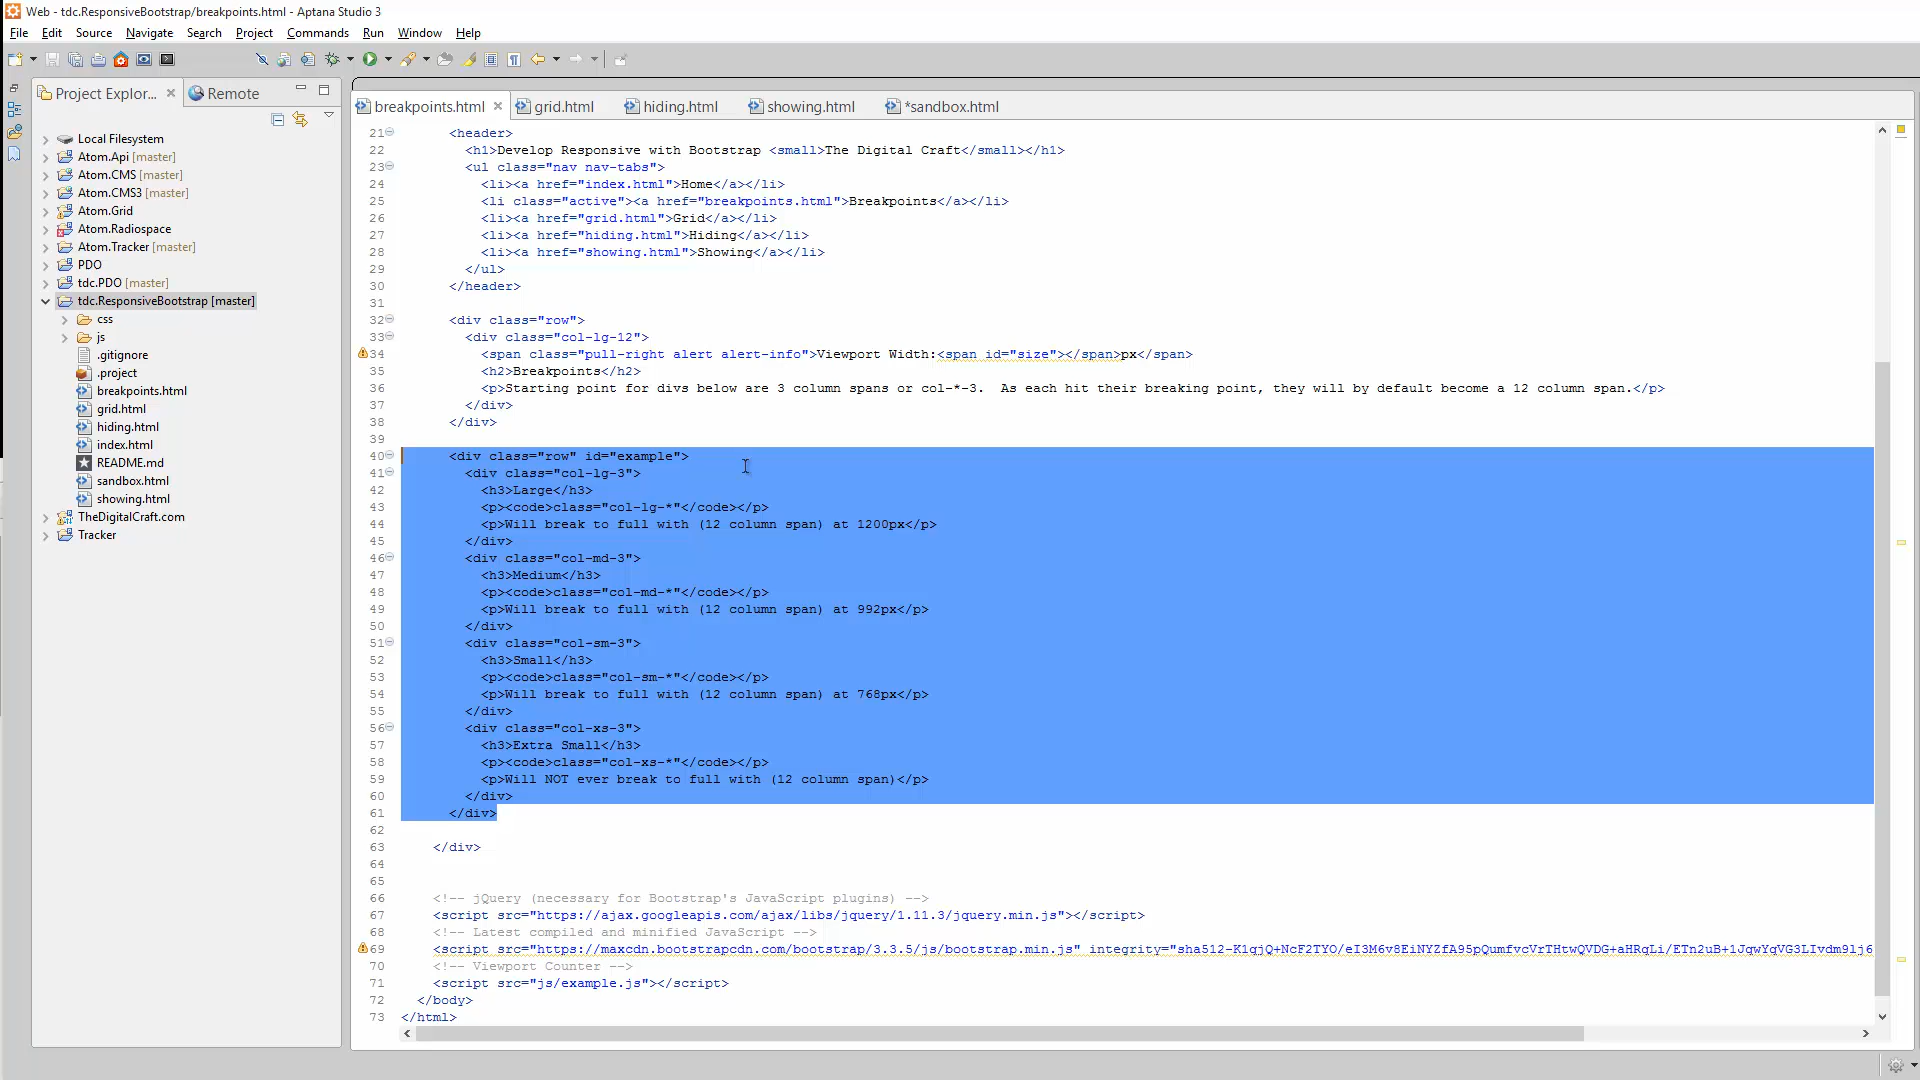 Web - tdc.ResponsiveBootstrap/breakpoints.html - Aptana Studio 3
File Edit Source Navigate Search Project Commands Run Window Help
Project Explor... Remote
Local Filesystem
Atom.Api [master]
Atom.CMS [master]
Atom.CMS3 [master]
Atom.Grid
Atom.Radiospace
Atom.Tracker [master]
PDO
tdc.PDO [master]
tdc.ResponsiveBootstrap [master]
css
js
.gitignore
.project
breakpoints.html
grid.html
hiding.html
index.html
README.md
sandbox.html
showing.html
TheDigitalCraft.com
Tracker
breakpoints.html grid.html hiding.html showing.html *sandbox.html
21 <header>
22 <h1>Develop Responsive with Bootstrap <small>The Digital Craft</small></h1>
23 <ul class="nav nav-tabs">
24 <li><a href="index.html">Home</a></li>
25 <li class="active"><a href="breakpoints.html">Breakpoints</a></li>
26 <li><a href="grid.html">Grid</a></li>
27 <li><a href="hiding.html">Hiding</a></li>
28 <li><a href="showing.html">Showing</a></li>
29 </ul>
30 </header>
31
32 <div class="row">
33 <div class="col-lg-12">
34 <span class="pull-right alert alert-info">Viewport Width:<span id="size"></span>px</span>
35 <h2>Breakpoints</h2>
36 <p>Starting point for divs below are 3 column spans or col-*-3.  As each hit their breaking point, they will by default become a 12 column span.</p>
37 </div>
38 </div>
39
40 <div class="row" id="example">
41 <div class="col-lg-3">
42 <h3>Large</h3>
43 <p><code>class="col-lg-*"</code></p>
44 <p>Will break to full with (12 column span) at 1200px</p>
45 </div>
46 <div class="col-md-3">
47 <h3>Medium</h3>
48 <p><code>class="col-md-*"</code></p>
49 <p>Will break to full with (12 column span) at 992px</p>
50 </div>
51 <div class="col-sm-3">
52 <h3>Small</h3>
53 <p><code>class="col-sm-*"</code></p>
54 <p>Will break to full with (12 column span) at 768px</p>
55 </div>
56 <div class="col-xs-3">
57 <h3>Extra Small</h3>
58 <p><code>class="col-xs-*"</code></p>
59 <p>Will NOT ever break to full with (12 column span)</p>
60 </div>
61 </div>
62
63 </div>
64
65
66 <!-- jQuery (necessary for Bootstrap's JavaScript plugins) -->
67 <script src="https://ajax.googleapis.com/ajax/libs/jquery/1.11.3/jquery.min.js"></script>
68 <!-- Latest compiled and minified JavaScript -->
69 <script src="https://maxcdn.bootstrapcdn.com/bootstrap/3.3.5/js/bootstrap.min.js" integrity="sha512-K1qjQ+NcF2TYO/eI3M6v8EiNYZfA95pQumfvcVrTHtwQVDG+aHRqLi/ETn2uB+1JqwYqVG3LIvdm9lj6
70 <!-- Viewport Counter -->
71 <script src="js/example.js"></script>
72 </body>
73 </html>